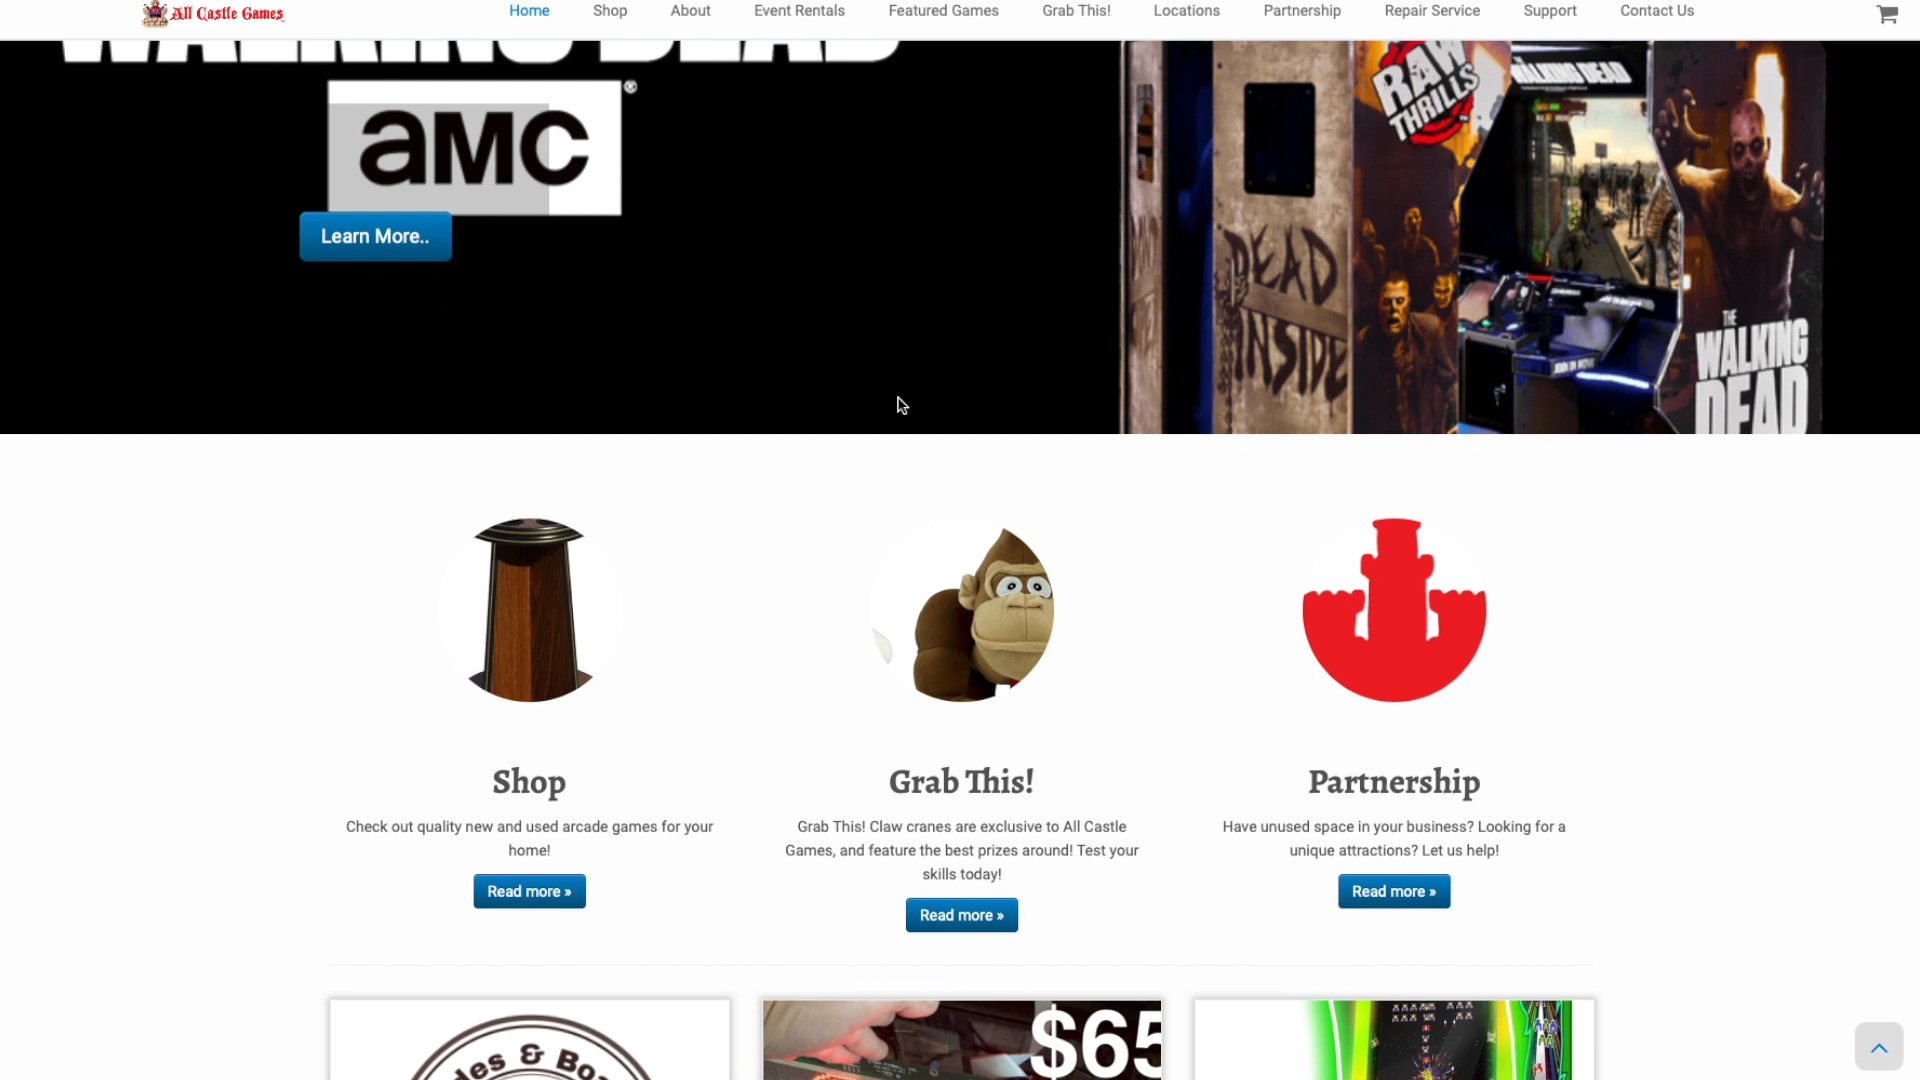 All Castle Games
Home
Shop
About
Event Rentals
Featured Games
Grab This!
Locations
Partnership
Repair Service
Support
Contact Us
WALKING DEAD
aMC®
Learn More..
RAW
THRILLS
WALKING DEAD
DEAD
INSIDE
THE
WALKING
DEAD
Shop
Check out quality new and used arcade games for your
home!
Read more »
Grab This!
Grab This! Claw cranes are exclusive to All Castle
Games, and feature the best prizes around! Test your
skills today!
Read more »
Partnership
Have unused space in your business? Looking for a
unique attractions? Let us help!
Read more »
des & Bo
$65